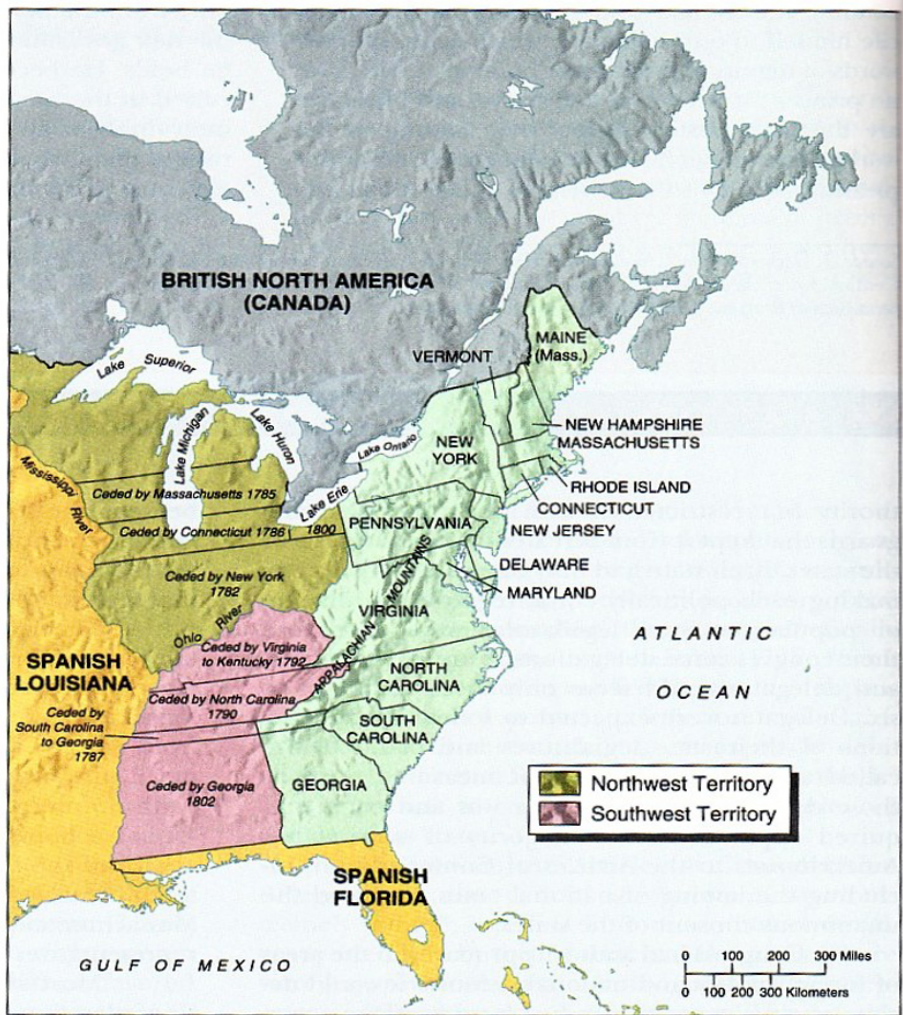 BRITISH NORTH AMERICA
(CANADA)
MAINE
(Mass.)
VERMONT
Lake Superior
Lake Michigan
Lake Huron
Lake Ontario
Lake Erie
NEW
YORK
NEW HAMPSHIRE
MASSACHUSETTS
RHODE ISLAND
CONNECTICUT
Mississippi
River
Ceded by Massachusetts 1785
Ceded by Connecticut 1786
1800
PENNSYLVANIA
NEW JERSEY
DELAWARE
MARYLAND
Ceded by New York
1782
Ohio River
APPALACHIAN MOUNTAINS
VIRGINIA
Ceded by Virginia
to Kentucky 1792
SPANISH
LOUISIANA
Ceded by North Carolina
1790
NORTH
CAROLINA
ATLANTIC
OCEAN
Ceded by
South Carolina
to Georgia
1787
SOUTH
CAROLINA
Ceded by Georgia
1802
GEORGIA
Northwest Territory
Southwest Territory
SPANISH
FLORIDA
GULF OF MEXICO
0 100 200 300 Miles
0 100 200 300 Kilometers